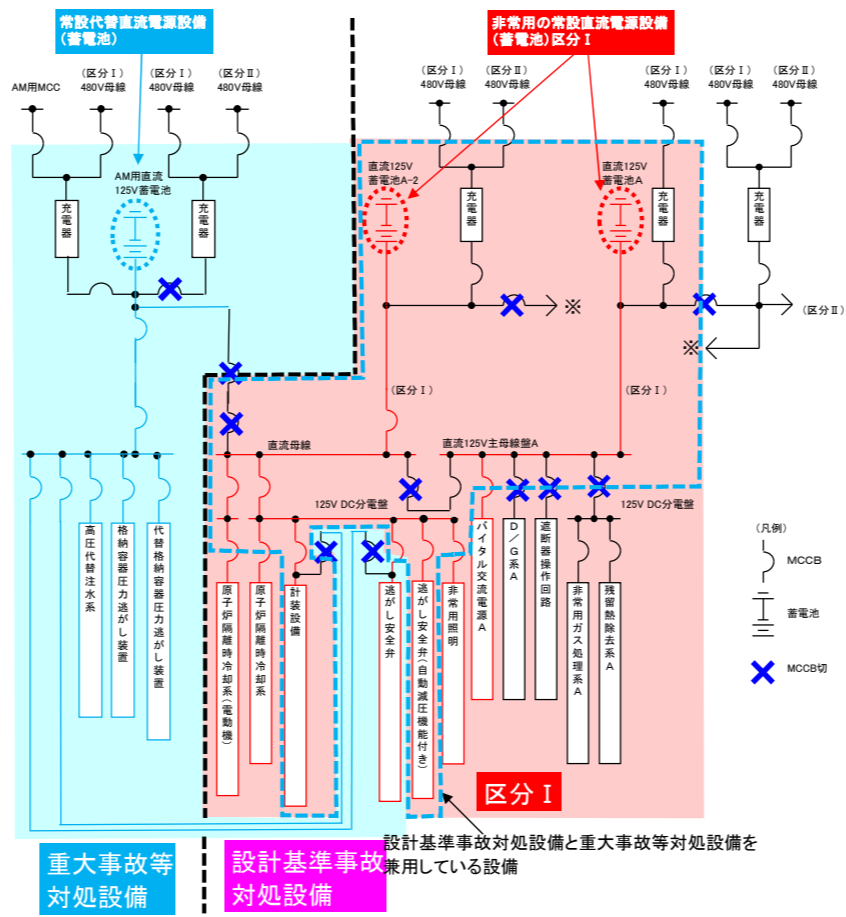 常設代替直流電源設備
(蓄電池)
非常用の常設直流電源設備
(蓄電池)区分Ⅰ
AM用MCC
(区分Ⅰ)
480V母線
(区分Ⅰ)
480V母線
(区分Ⅱ)
480V母線
(区分Ⅰ)
480V母線
(区分Ⅱ)
480V母線
(区分Ⅰ)
480V母線
(区分Ⅰ)
480V母線
(区分Ⅱ)
480V母線
AM用直流
125V蓄電池
直流125V
蓄電池A-2
直流125V
蓄電池A
充電器
充電器
充電器
充電器
充電器
※
(区分Ⅱ)
※
(区分Ⅰ)
(区分Ⅰ)
直流母線
直流125V主母線盤A
125V DC分電盤
125V DC分電盤
高圧代替注水系
格納容器圧力逃がし装置
代替格納容器圧力逃がし装置
原子炉隔離時冷却系(電動機)
原子炉隔離時冷却系
計装設備
逃がし安全弁
逃がし安全弁(自動減圧機能付き)
非常用照明
バイタル交流電源A
D/G系A
遮断器操作回路
非常用ガス処理系A
残留熱除去系A
(凡例)
MCCB
蓄電池
MCCB切
区分Ⅰ
設計基準事故対処設備と重大事故等対処設備を
兼用している設備
重大事故等
対処設備
設計基準事故
対処設備